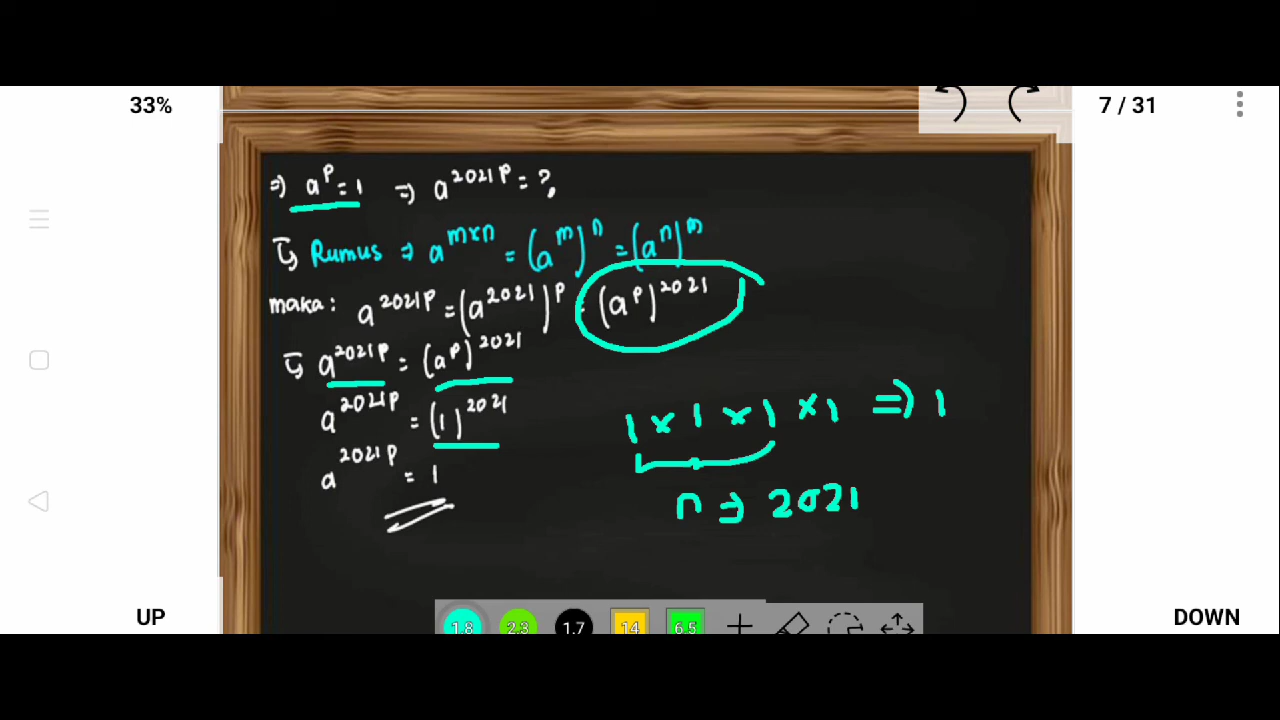 33%
7 / 31
⇒ a^p = 1 ⇒ a^2021p = ?
↳ Rumus ⇒ a^m×n = (a^m)^n = (a^n)^m
maka: a^2021p = (a^2021)^p = (a^p)^2021
↳ a^2021p = (a^p)^2021
a^2021p = (1)^2021
a^2021p = 1
1 × 1 × 1 × 1 ⇒ 1
n ⇒ 2021
UP
1.8 2.3 1.7 14 6.5
DOWN